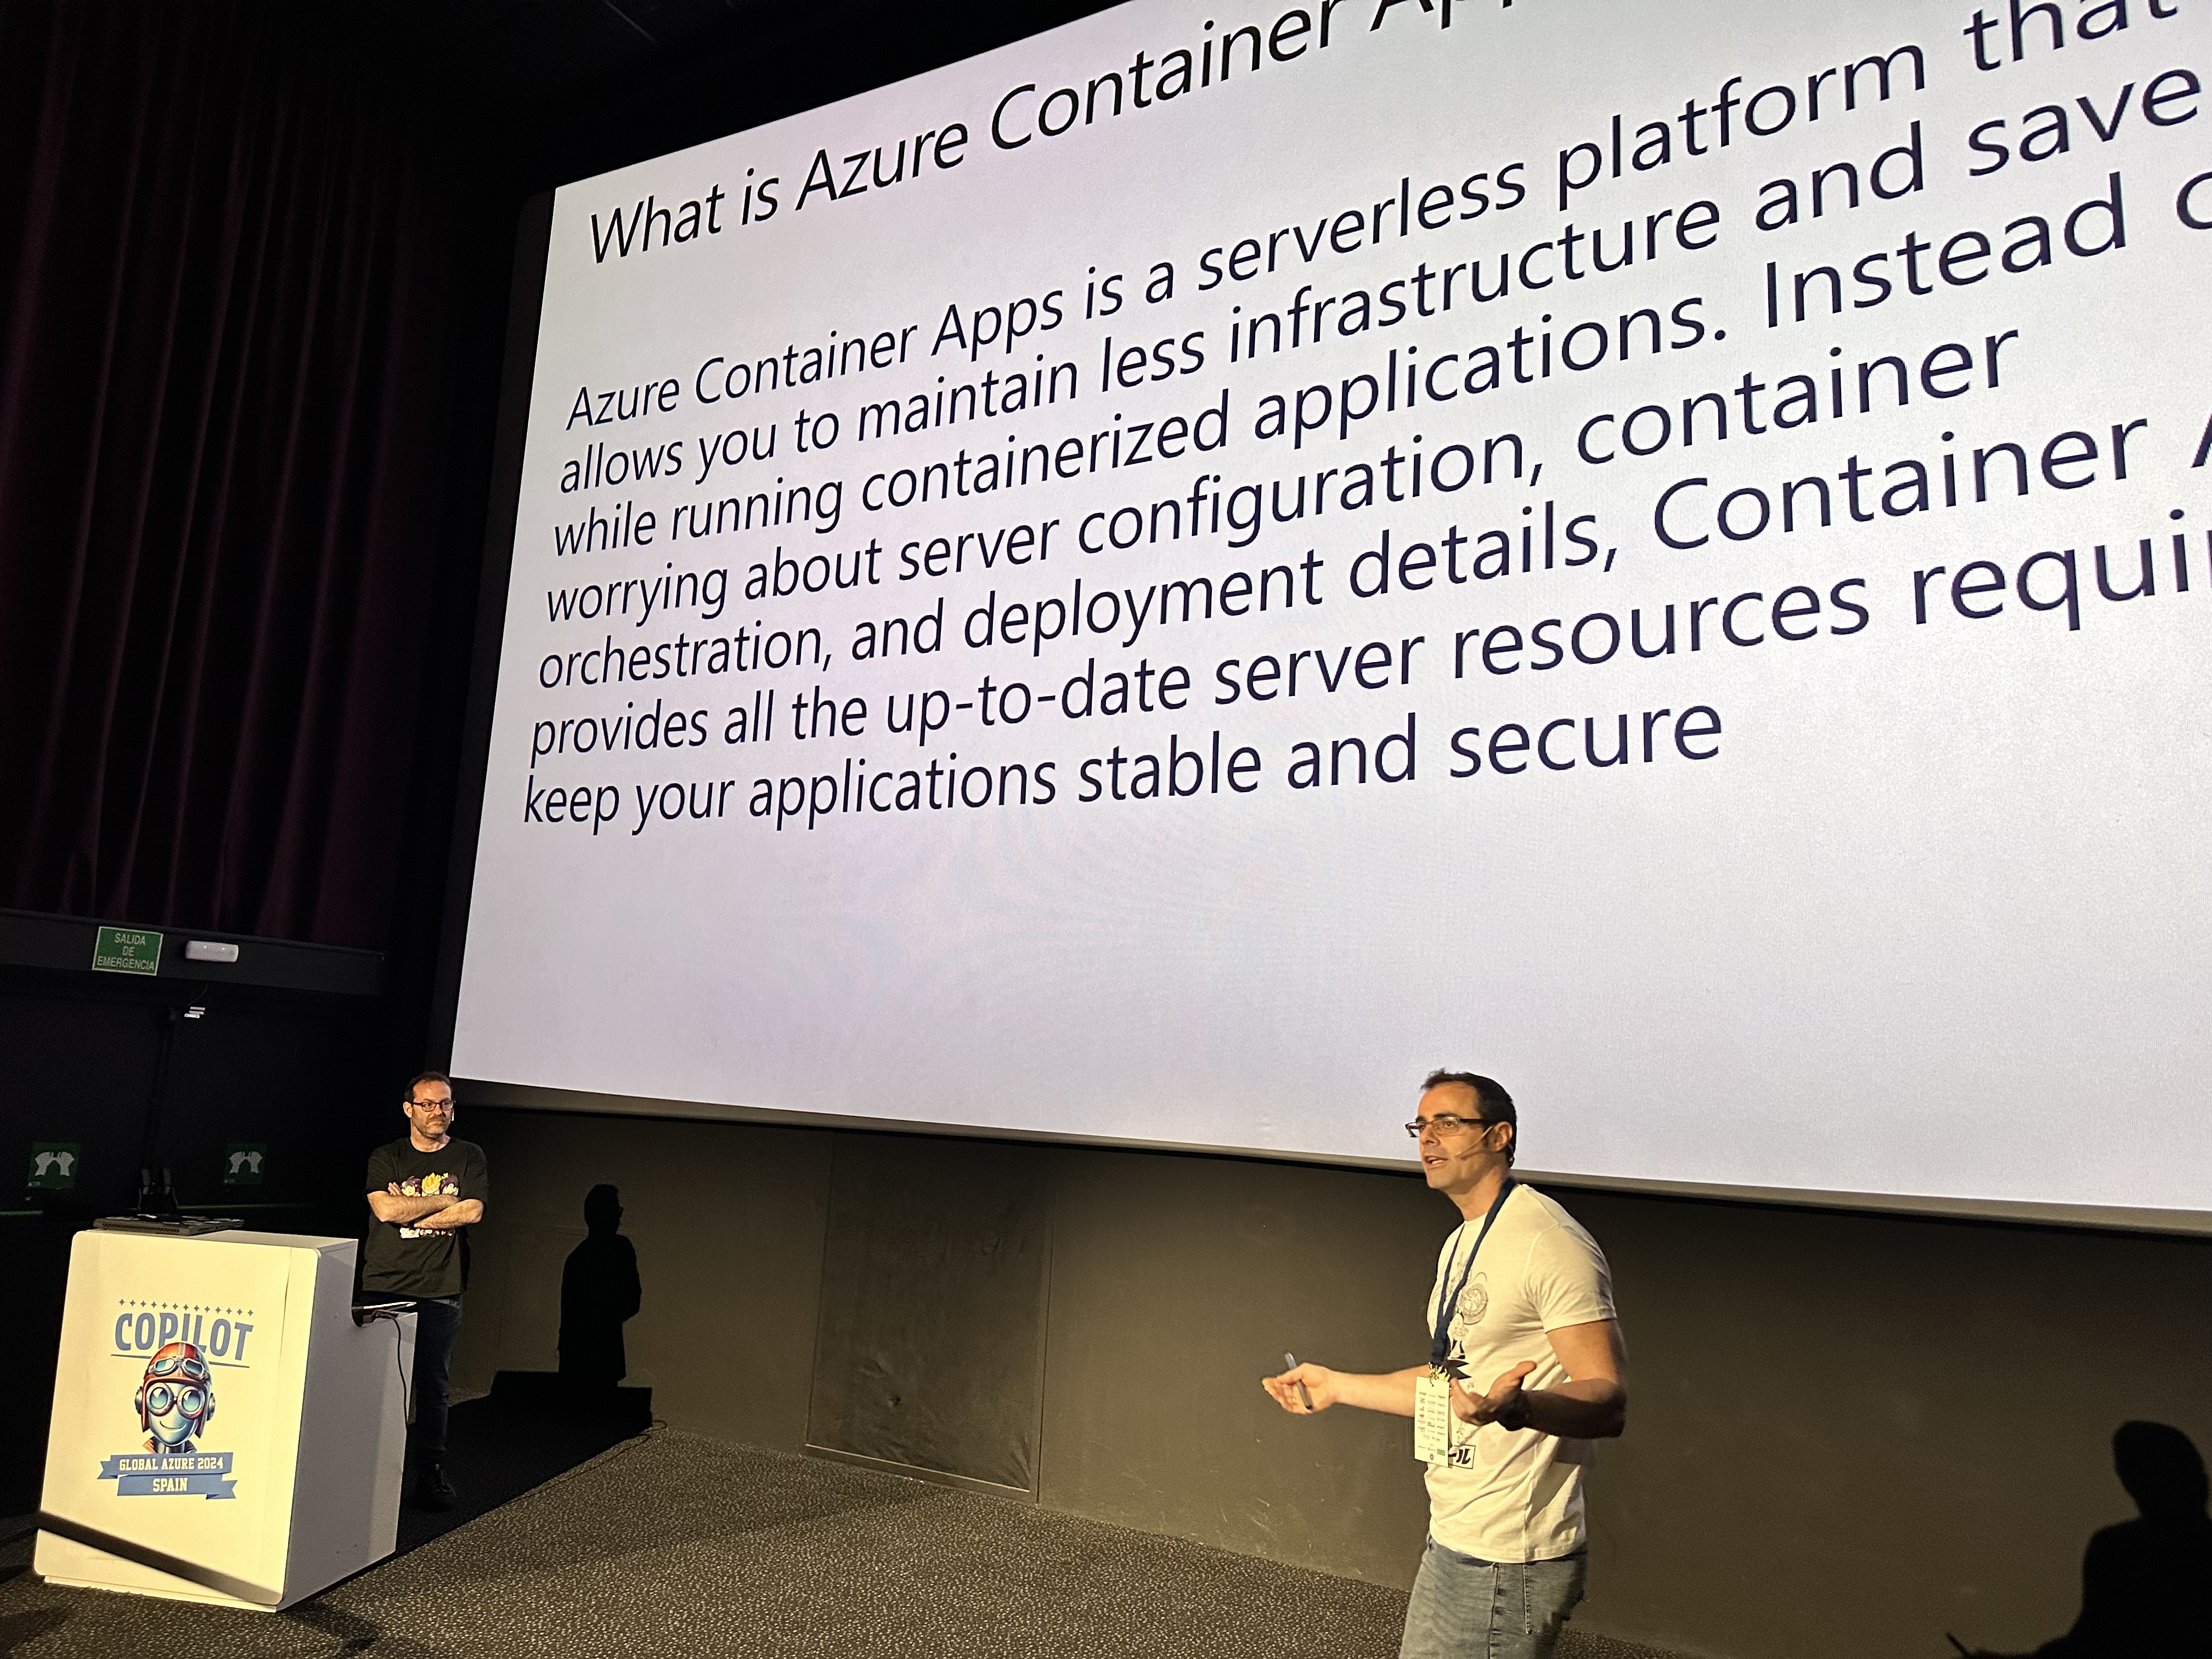 What is Azure Container
Azure Container Apps is a serverless platform that
allows you to maintain less infrastructure and save
while running containerized applications. Instead
worrying about server configuration, container
orchestration, and deployment details, Container
provides all the up-to-date server resources
keep your applications stable and secure
SALIDA
DE
EMERGENCIA
COPILOT
GLOBAL AZURE 2024
SPAIN